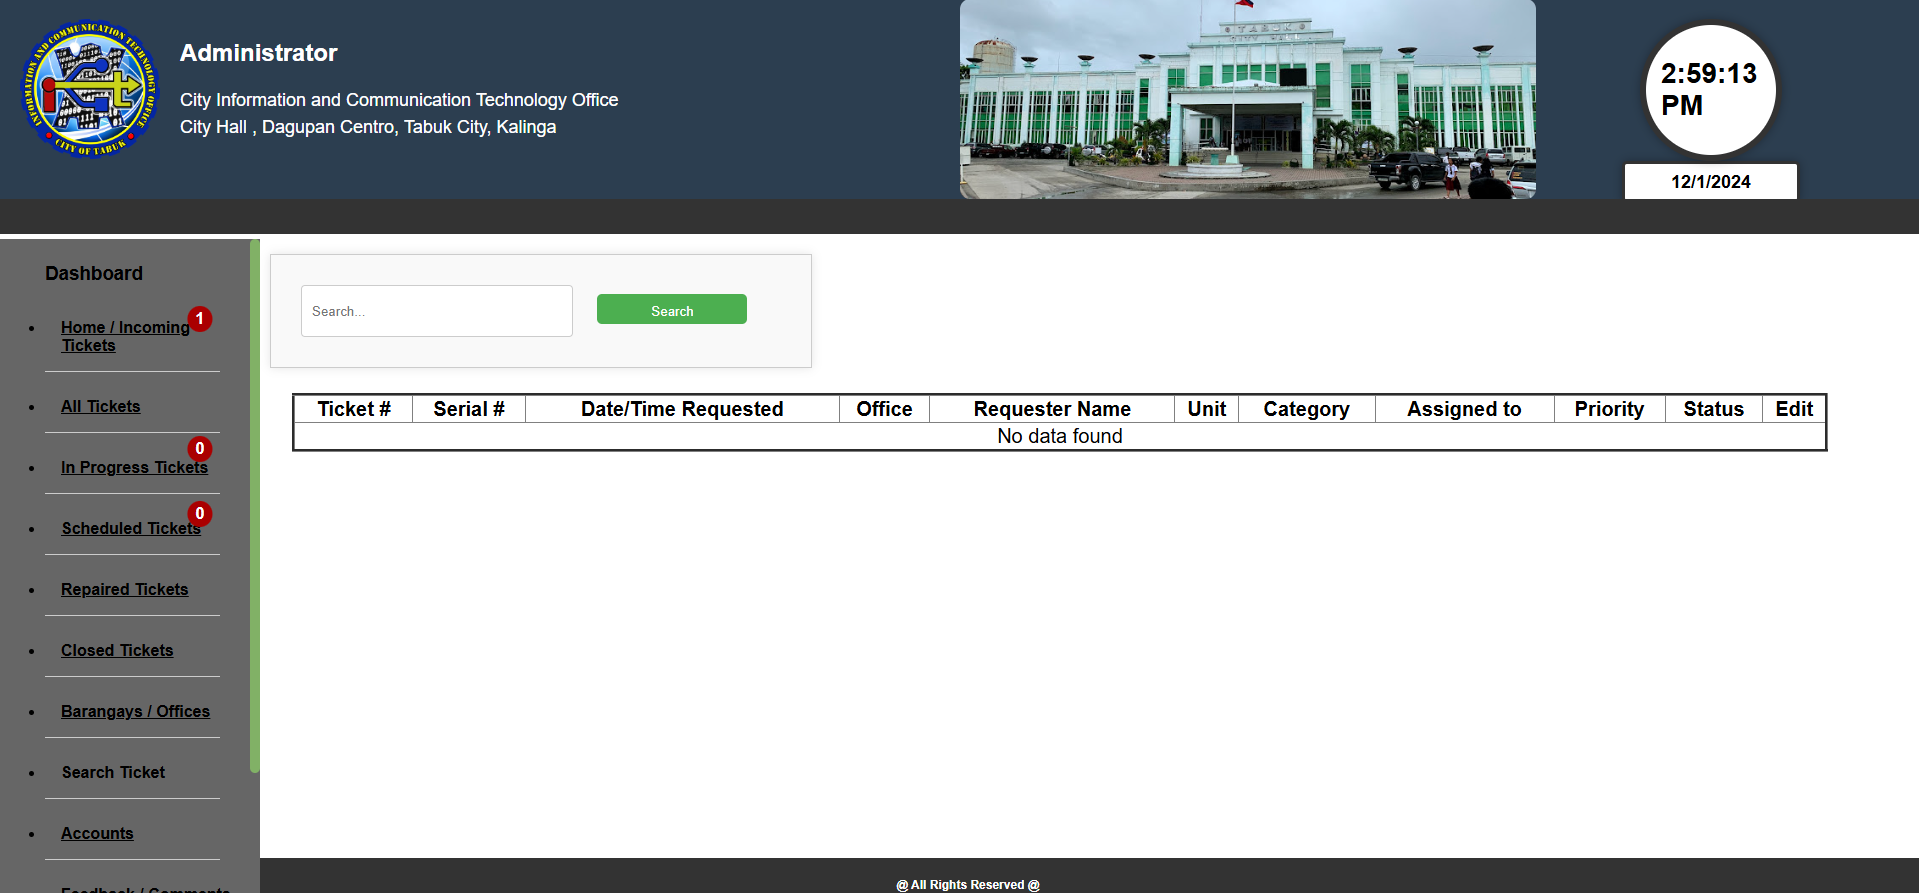 INFORMATION AND COMMUNICATION TECHNOLOGY OFFICE
CITY OF TABUK
Administrator
City Information and Communication Technology Office
City Hall , Dagupan Centro, Tabuk City, Kalinga
TABUK
CITY HALL
2:59:13
PM
12/1/2024
Dashboard
Home / Incoming 1
Tickets
All Tickets
0
In Progress Tickets
0
Scheduled Tickets
Repaired Tickets
Closed Tickets
Barangays / Offices
Search Ticket
Accounts
Feedback / Comments
Search...
Search
Ticket # Serial # Date/Time Requested Office Requester Name Unit Category Assigned to Priority Status Edit
No data found
@ All Rights Reserved @